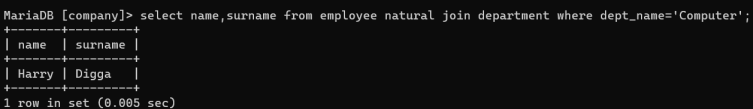 MariaDB [company]> select name,surname from employee natural join department where dept_name='Computer';
+-------+---------+
| name  | surname |
+-------+---------+
| Harry | Digga   |
+-------+---------+
1 row in set (0.005 sec)